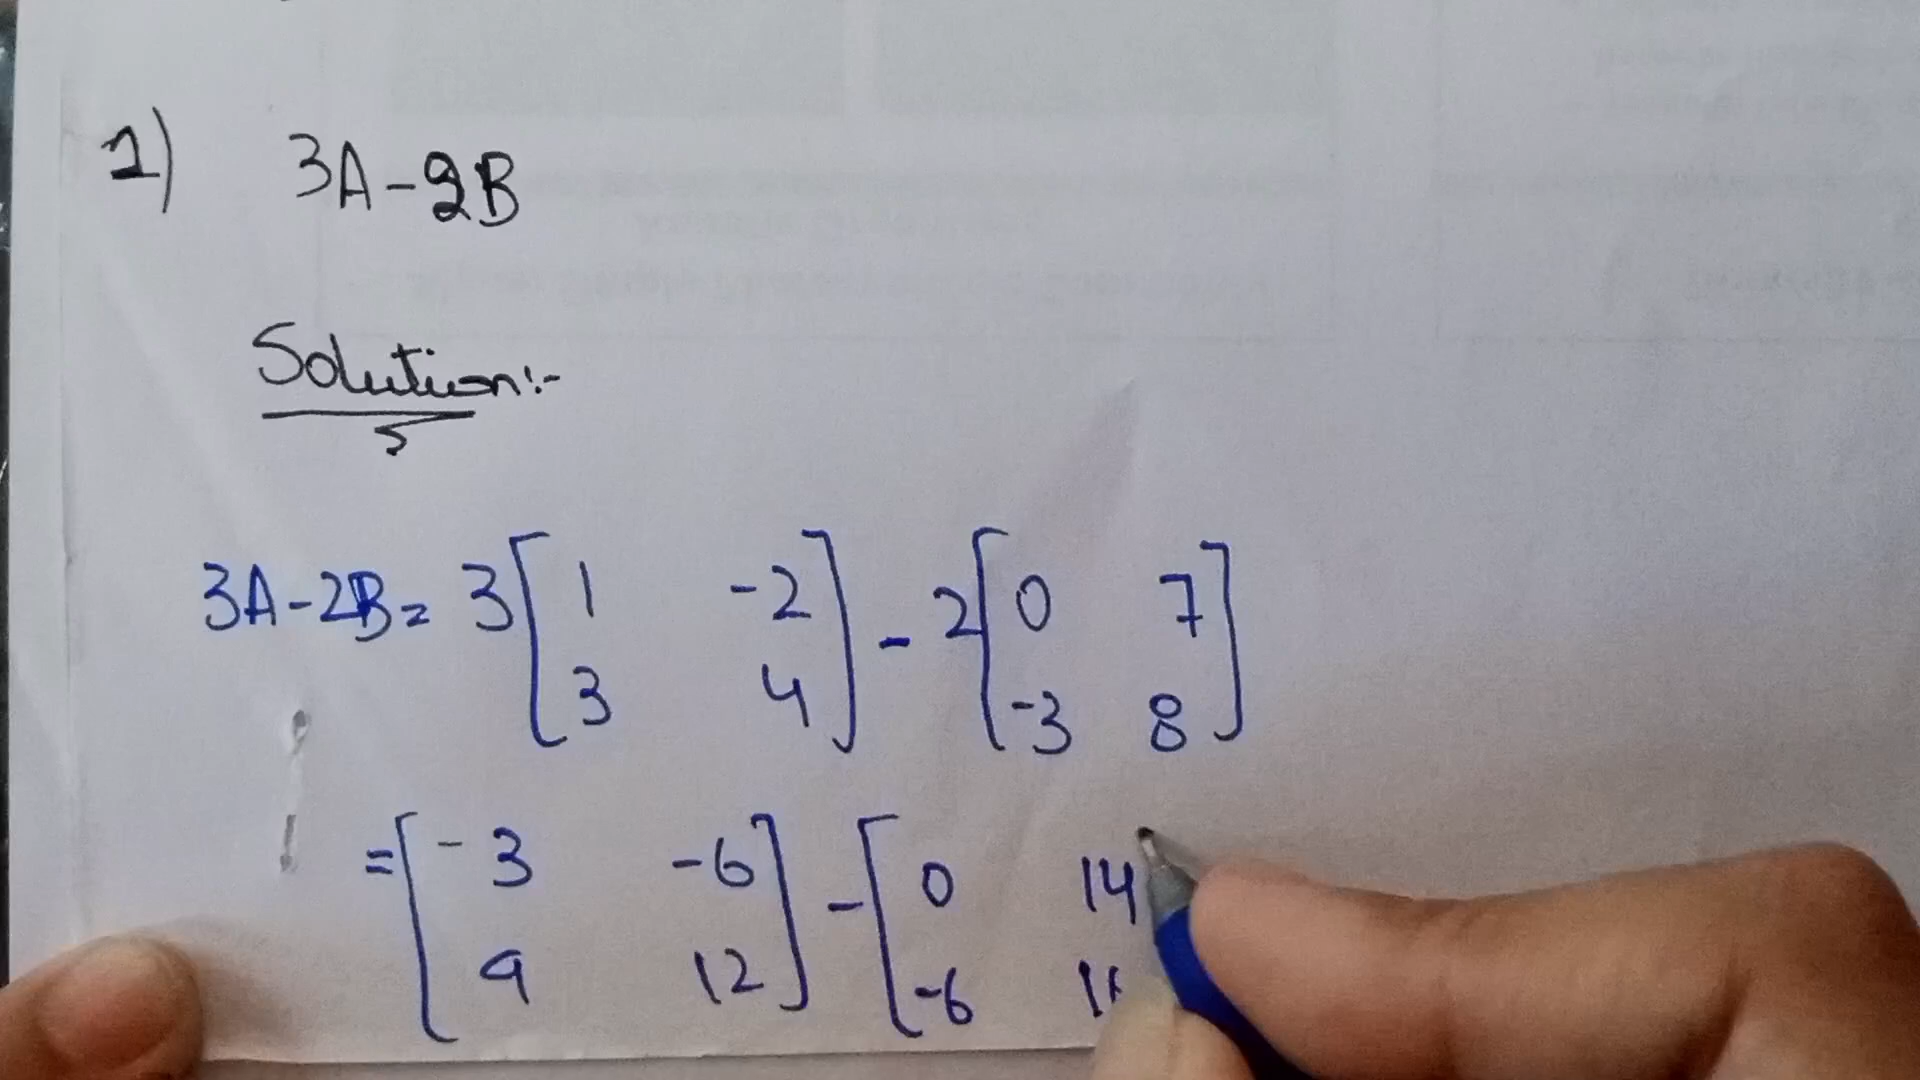 1) 3A-2B
Solution:-
3A-2B= 3[1 -2] - 2[0 7]
[3 4] [-3 8]
=[- 3 -6] - [0 14
[9 12] [-6